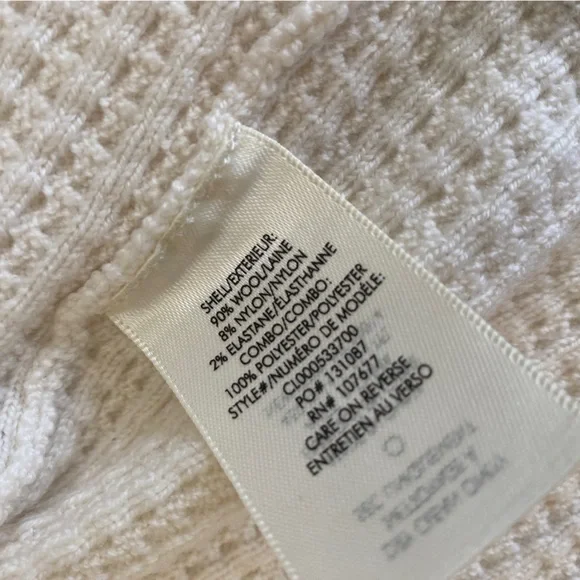 SHELL/EXTERIEUR:
90% WOOL/LAINE
8% NYLON/NYLON
2% ELASTANE/ÉLASTHANNE
COMBO/COMBO:
100% POLYESTER/POLYESTER
STYLE#/NUMÉRO DE MODÈLE:
CL000533700
PO# 131087
RN# 107677
CARE ON REVERSE
ENTRETIEN AU VERSO